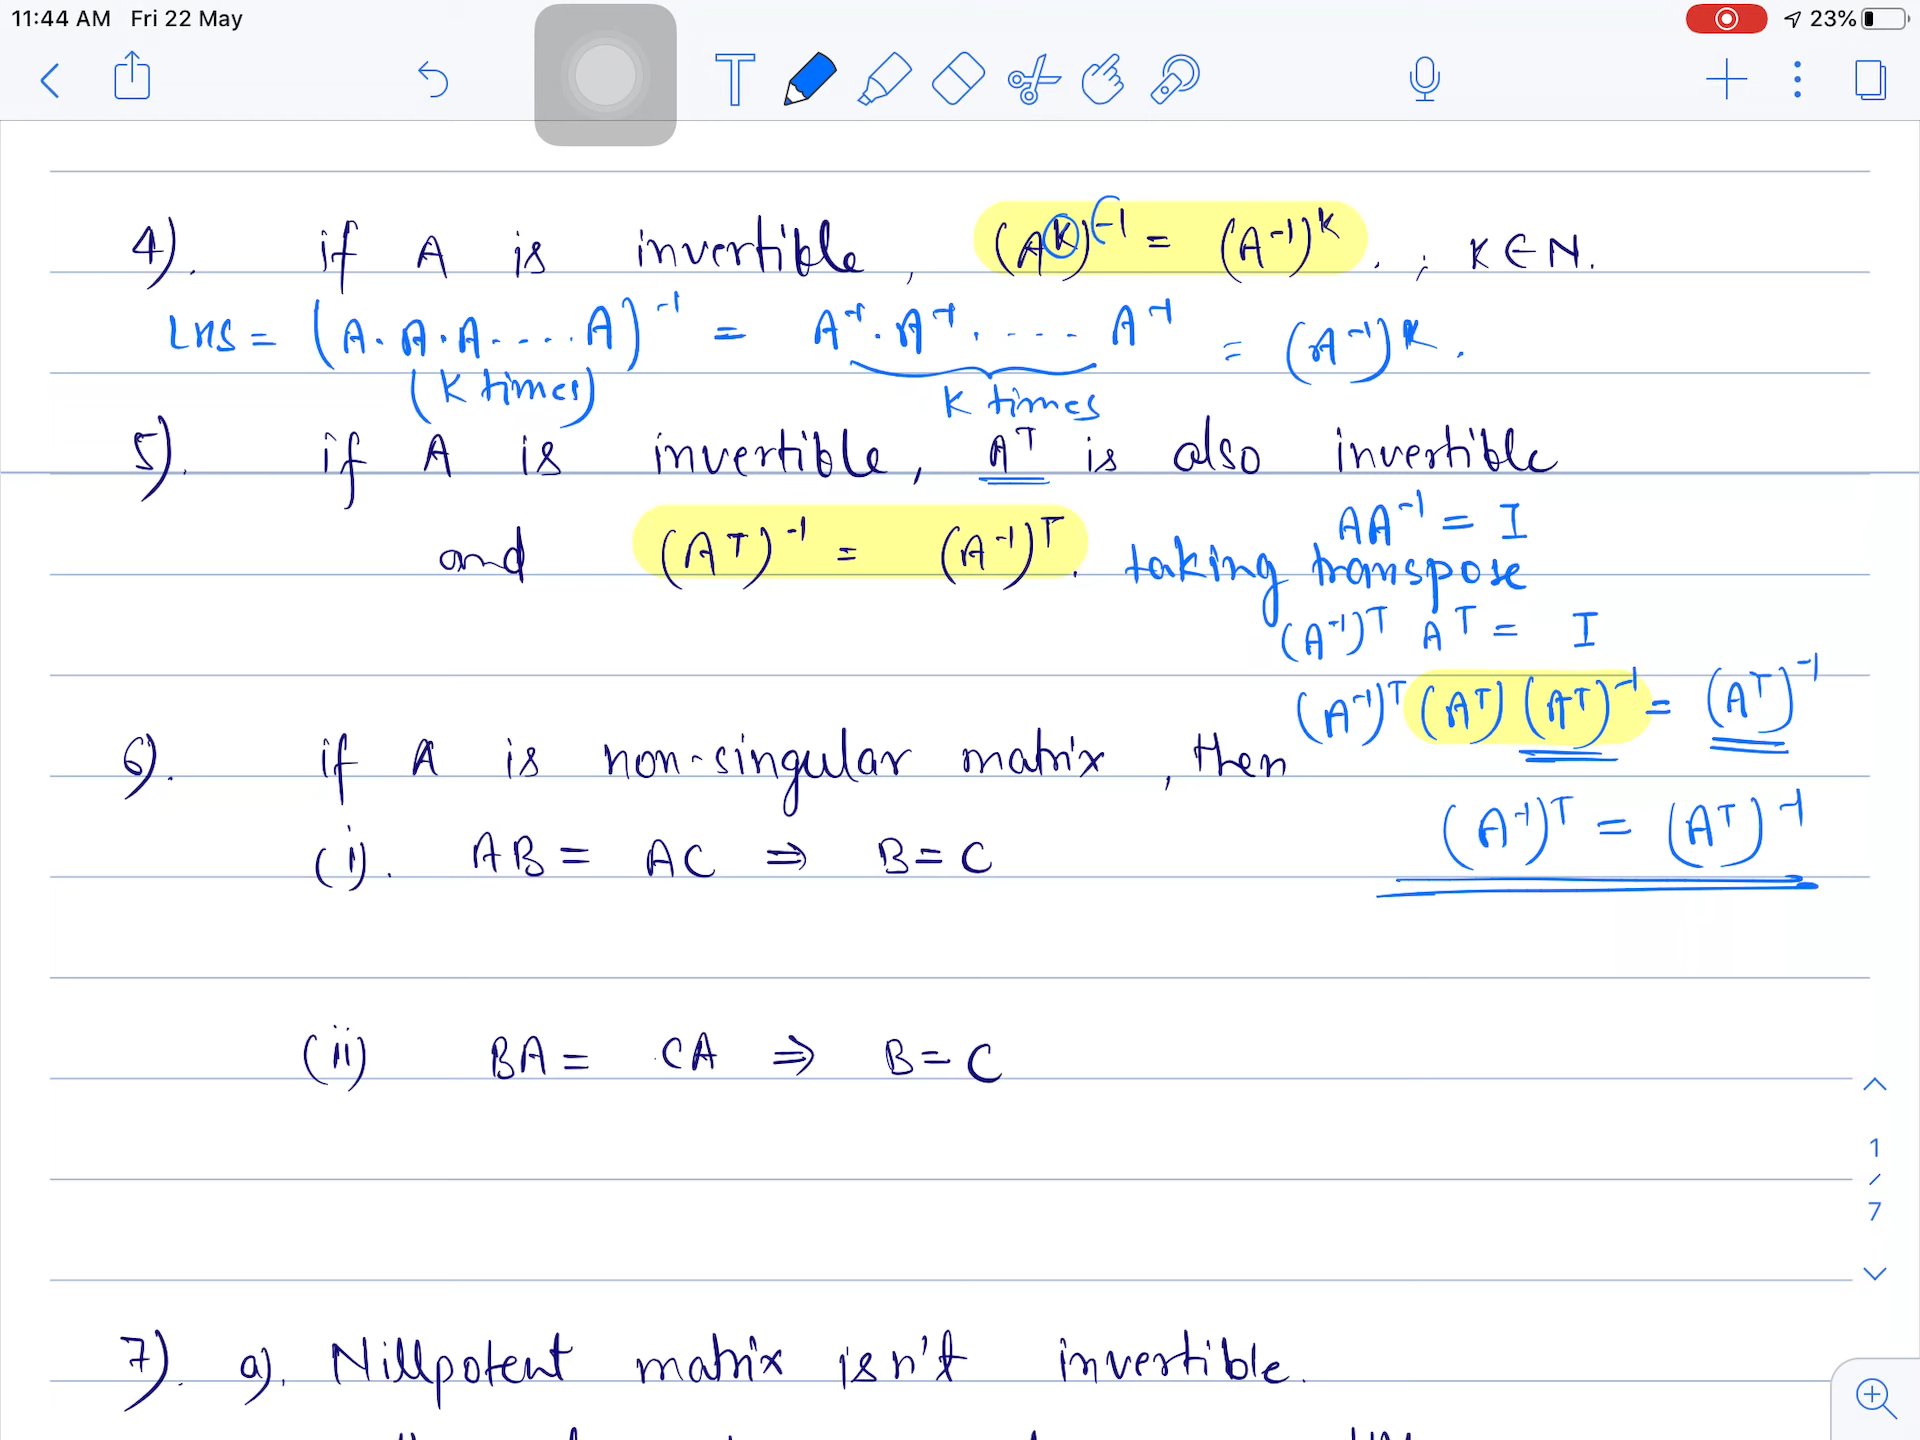 11:44 AM Fri 22 May
23%
T
4). if A is invertible, (A^k)^-1 = (A^-1)^k . ; K ∈ N.
LHS = (A. A. A. .... A)^-1 = A^-1. A^-1. .... A^-1 = (A^-1)^k.
(K times) K times
5). if A is invertible, A^T is also invertible
AA^-1 = I
and (A^T)^-1 = (A^-1)^T. taking transpose
(A^-1)^T A^T = I
(A^-1)^T (A^T) (A^T)^-1 = (A^T)^-1
6). if A is non-singular matrix, then
(A^-1)^T = (A^T)^-1
(i). AB = AC ⇒ B = C
(ii) BA = CA ⇒ B = C
1
/
7
7). a). Nillpotent matrix isn't invertible.